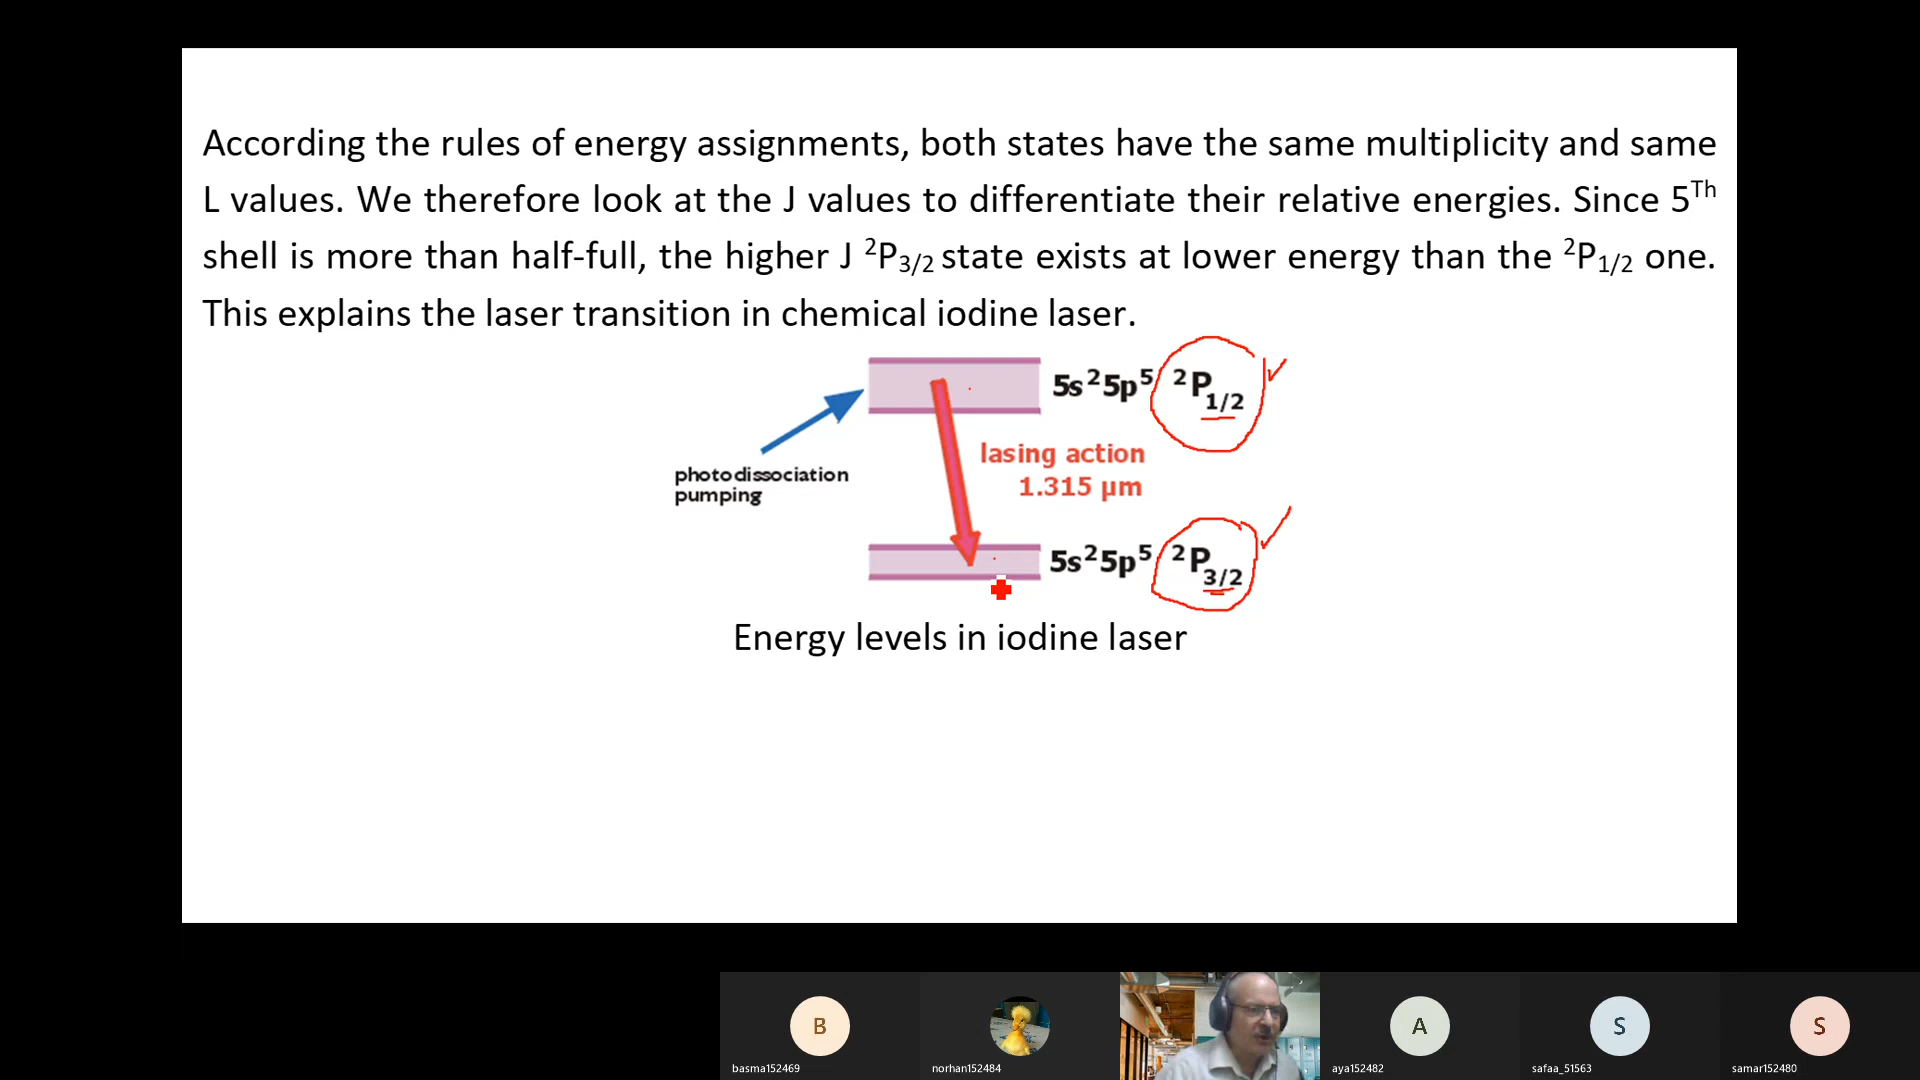 According the rules of energy assignments, both states have the same multiplicity and same
L values. We therefore look at the J values to differentiate their relative energies. Since 5ᵀʰ
shell is more than half-full, the higher J ²P₃/₂ state exists at lower energy than the ²P₁/₂ one.
This explains the laser transition in chemical iodine laser.
5s²5p⁵ ²P₁/₂
lasing action
1.315 µm
photodissociation
pumping
5s²5p⁵ ²P₃/₂
Energy levels in iodine laser
B
A
S
S
basma152469
norhan152484
aya152482
safaa_51563
samar152480